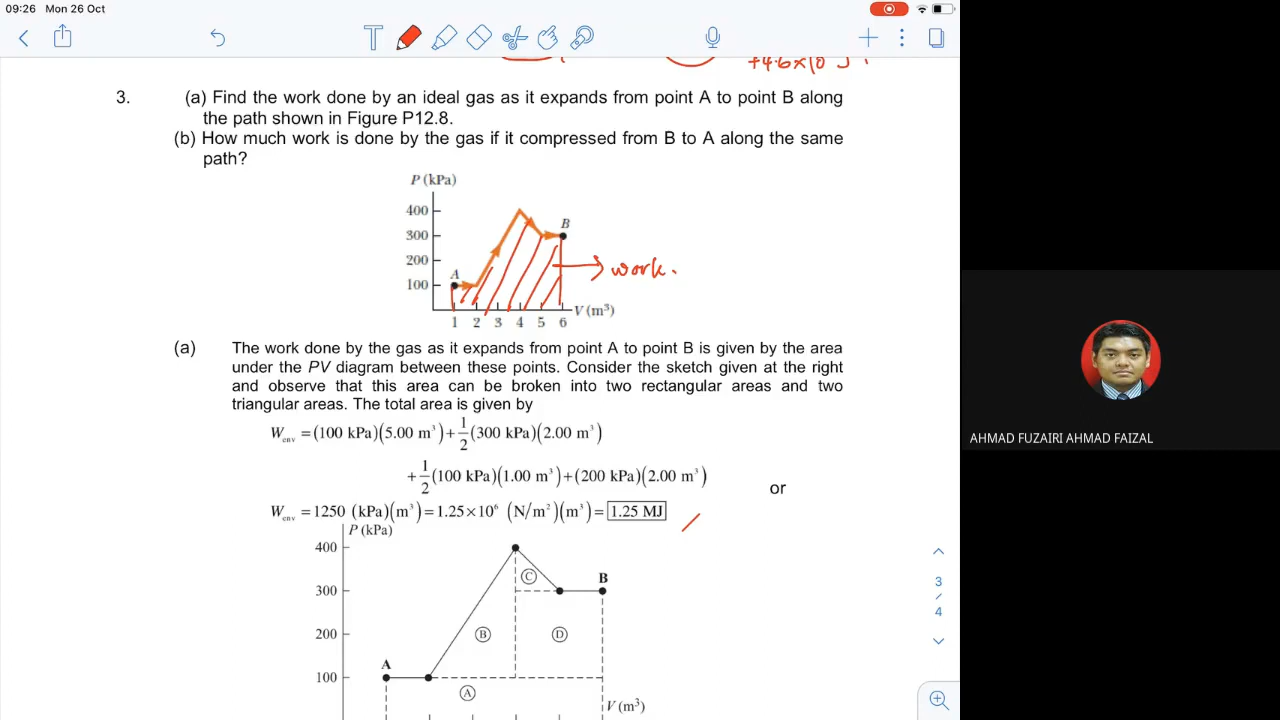 09:26 Mon 26 Oct
+4.6×10 J
3. (a) Find the work done by an ideal gas as it expands from point A to point B along
the path shown in Figure P12.8.
(b) How much work is done by the gas if it compressed from B to A along the same
path?
P (kPa)
400
300
200
100
A
B
work.
V (m³)
1 2 3 4 5 6
(a) The work done by the gas as it expands from point A to point B is given by the area
under the PV diagram between these points. Consider the sketch given at the right
and observe that this area can be broken into two rectangular areas and two
triangular areas. The total area is given by
W_env = (100 kPa)(5.00 m³) + 1/2 (300 kPa)(2.00 m³)
+ 1/2 (100 kPa)(1.00 m³) + (200 kPa)(2.00 m³)
or
W_env = 1250 (kPa)(m³) = 1.25×10⁶ (N/m²)(m³) = 1.25 MJ
P (kPa)
400
300
200
100
A
B
Ⓒ
Ⓑ
Ⓓ
Ⓐ
V (m³)
3
/
4
AHMAD FUZAIRI AHMAD FAIZAL